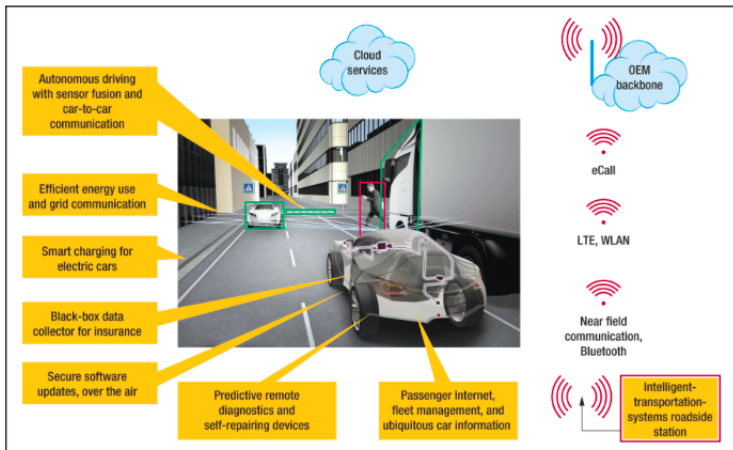 Cloud
services
OEM
backbone
Autonomous driving
with sensor fusion and
car-to-car
communication
eCall
Efficient energy use
and grid communication
LTE, WLAN
Smart charging for
electric cars
Black-box data
collector for insurance
Near field
communication,
Bluetooth
Secure software
updates, over the air
Predictive remote
diagnostics and
self-repairing devices
Passenger Internet,
fleet management, and
ubiquitous car information
Intelligent-
transportation-
systems roadside
station